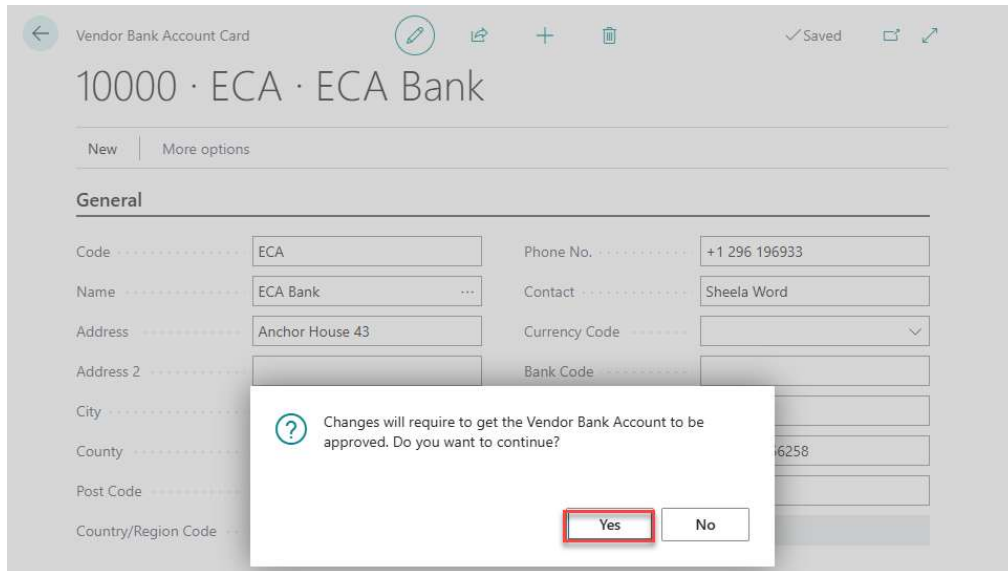 Vendor Bank Account Card
Saved
10000 · ECA · ECA Bank
New More options
General
Code ECA Phone No. +1 296 196933
Name ECA Bank ... Contact Sheela Word
Address Anchor House 43 Currency Code
Address 2 Bank Code
City
Changes will require to get the Vendor Bank Account to be
approved. Do you want to continue?
County
Post Code
Country/Region Code
Yes No